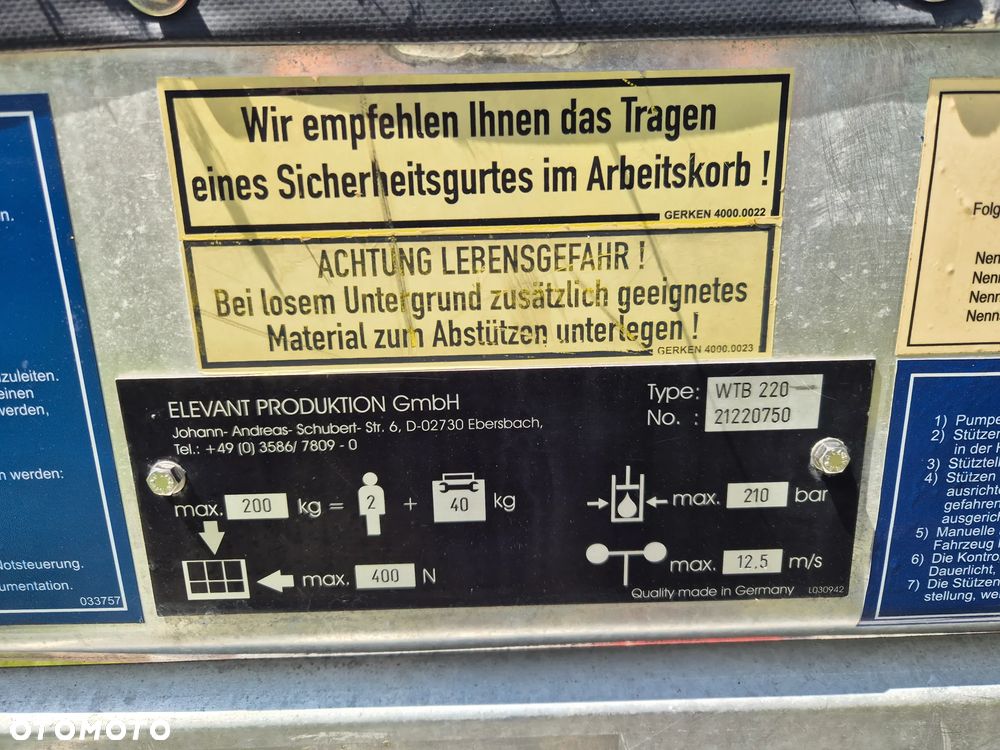 Wir empfehlen Ihnen das Tragen
eines Sicherheitsgurtes im Arbeitskorb !
GERKEN 4000.0022
ACHTUNG LEBENSGEFAHR !
Bei losem Untergrund zusätzlich geeignetes
Material zum Abstützen unterlegen !
GERKEN 4000.0023
ELEVANT PRODUKTION GmbH
Johann- Andreas- Schubert- Str. 6, D-02730 Ebersbach,
Tel.: +49 (0) 3586/ 7809 - 0
Type: WTB 220
No. : 21220750
max. 200 kg = 2 + 40 kg
max. 400 N
max. 210 bar
max. 12,5 m/s
Quality made in Germany L030942
n.
zuleiten.
einen
werden,
n werden:
Notsteuerung.
umentation.
033757
Folg
Nen
Nenn
Nenn
Nenns
1) Pumpe
2) Stützen
in der H
3) Stütztell
4) Stützen
ausricht
gefahren
ausgeric
5) Manuelle
Fahrzeug
6) Die Kontro
Dauerlicht,
7) Die Stützen
stellung, we
OTOMOTO